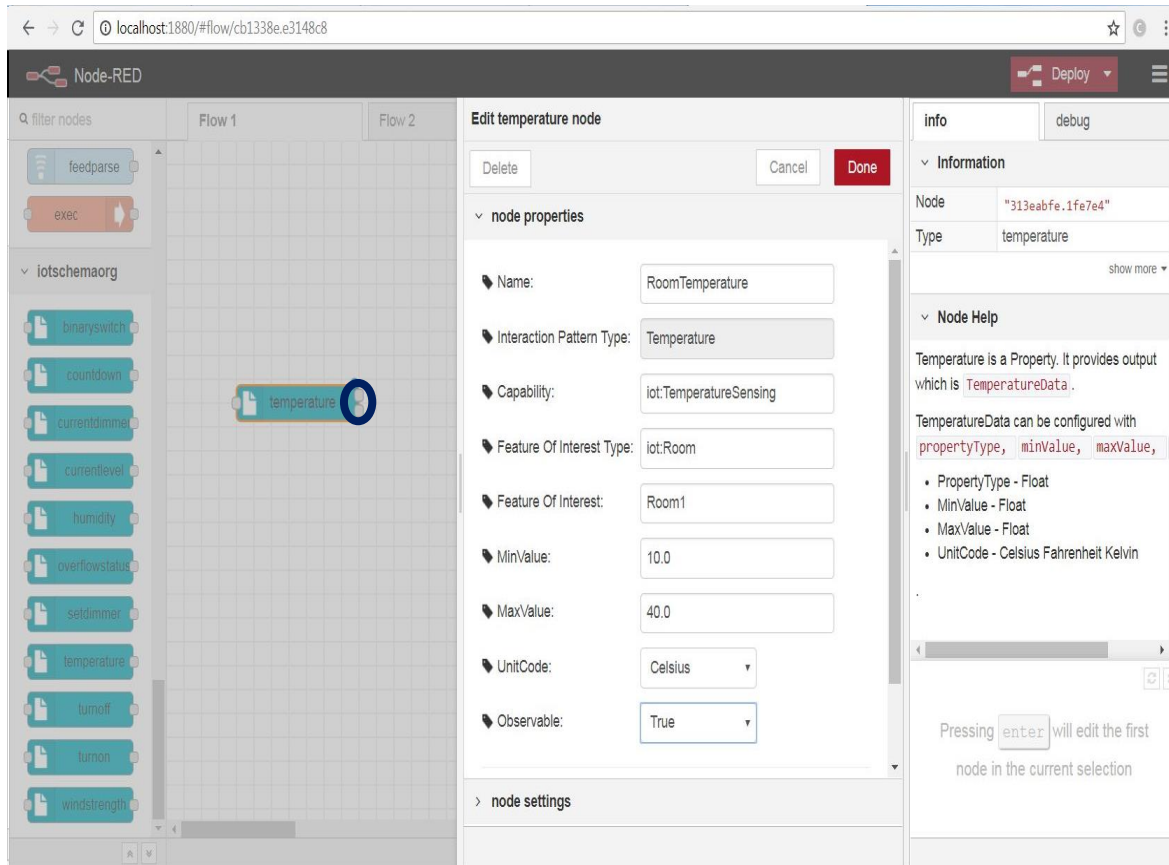 localhost:1880/#flow/cb1338e.e3148c8
Node-RED
Deploy
filter nodes
feedparse
exec
iotschemaorg
binaryswitch
countdown
currentdimmer
currentlevel
humidity
overflowstatus
setdimmer
temperature
turnoff
turnon
windstrength
Flow 1
Flow 2
temperature
Edit temperature node
Delete
Cancel
Done
node properties
Name:
RoomTemperature
Interaction Pattern Type:
Temperature
Capability:
iot:TemperatureSensing
Feature Of Interest Type:
iot:Room
Feature Of Interest:
Room1
MinValue:
10.0
MaxValue:
40.0
UnitCode:
Celsius
Observable:
True
node settings
info
debug
Information
Node
"313eabfe.1fe7e4"
Type
temperature
show more
Node Help
Temperature is a Property. It provides output
which is TemperatureData.
TemperatureData can be configured with
propertyType, minValue, maxValue,
• PropertyType - Float
• MinValue - Float
• MaxValue - Float
• UnitCode - Celsius Fahrenheit Kelvin
.
Pressing enter will edit the first
node in the current selection